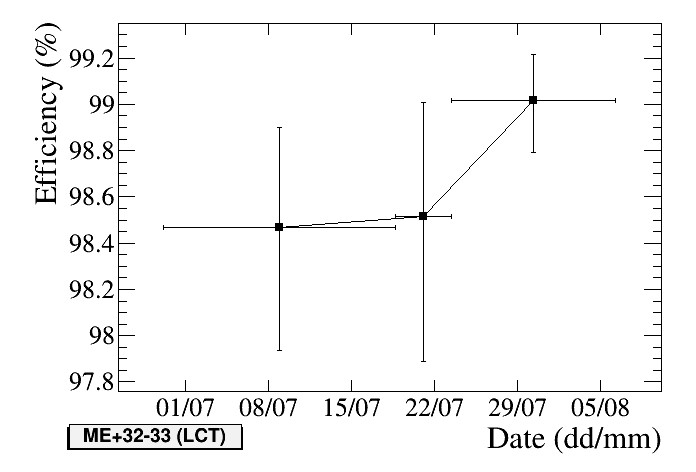 Efficiency (%)
99.2
99
98.8
98.6
98.4
98.2
98
97.8
01/07 08/07 15/07 22/07 29/07 05/08
ME+32-33 (LCT)
Date (dd/mm)